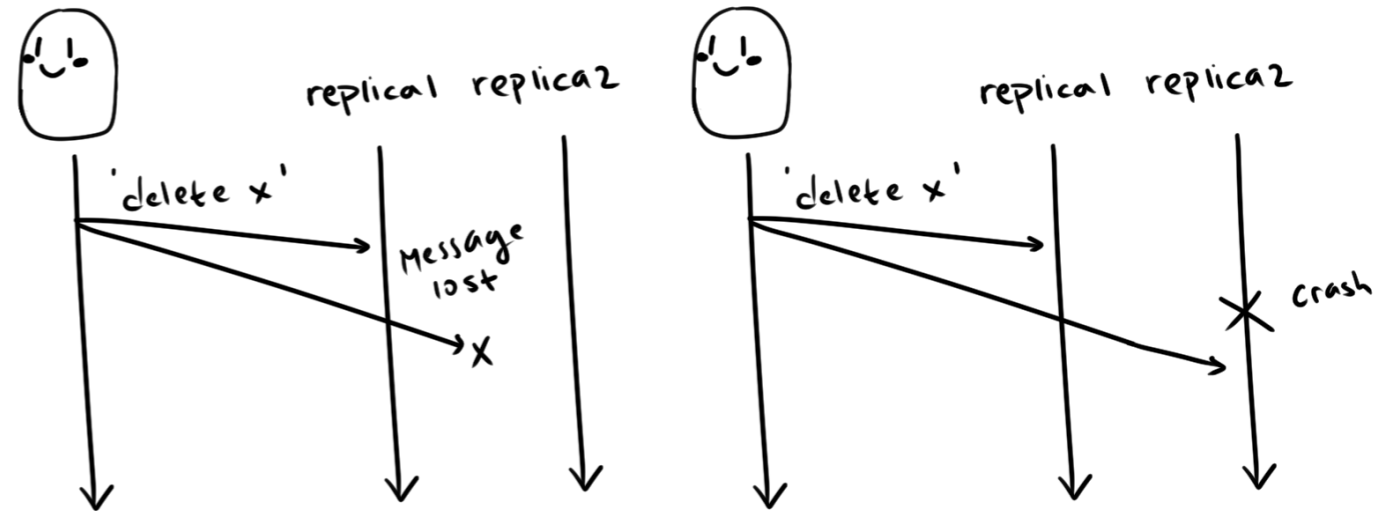 replica1 replica2
'delete x'
Message
lost
X
replica1 replica2
'delete x'
crash